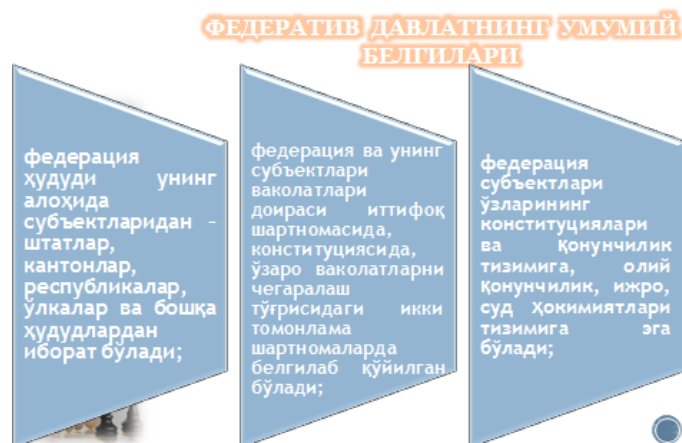 ФЕДЕРАТИВ ДАВЛАТНИНГ УМУМИЙ
БЕЛГИЛАРИ
федерация
ҳудуди унинг
алоҳида
субъектларидан –
штатлар,
кантонлар,
республикалар,
ўлкалар ва бошқа
ҳудудлардан
иборат бўлади;
федерация ва унинг
субъектлари
ваколатлари
доираси иттифоқ
шартномасида,
конституциясида,
ўзаро ваколатларни
чегаралаш
тўғрисидаги икки
томонлама
шартномаларда
белгилаб қўйилган
бўлади;
федерация
субъектлари
ўзларининг
конституциялари
ва қонунчилик
тизимига, олий
қонунчилик, ижро,
суд ҳокимиятлари
тизимига эга
бўлади;